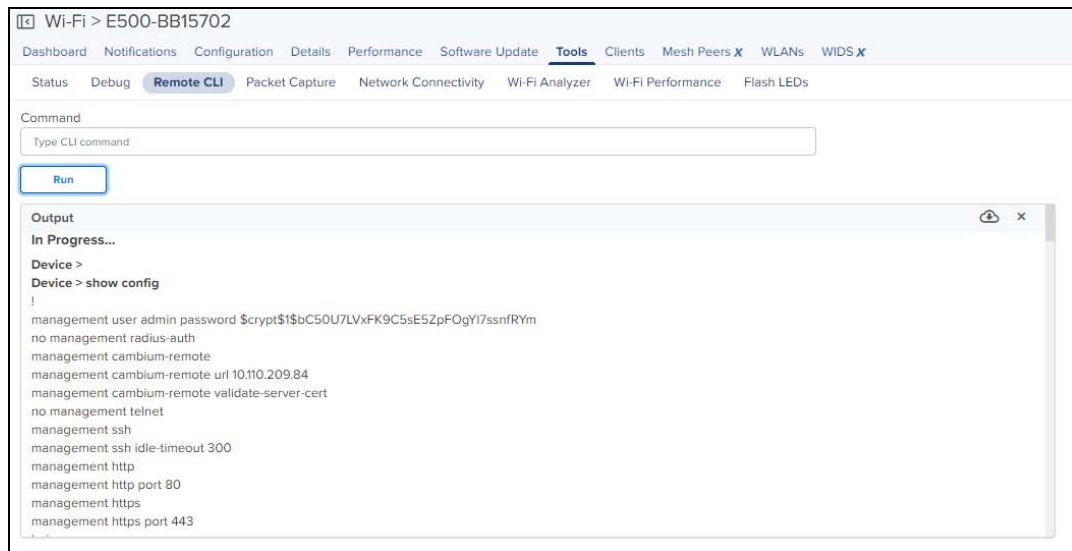 Wi-Fi > E500-BB15702
Dashboard Notifications Configuration Details Performance Software Update Tools Clients Mesh Peers X WLANs WIDS X
Status Debug Remote CLI Packet Capture Network Connectivity Wi-Fi Analyzer Wi-Fi Performance Flash LEDs
Command
Type CLI command
Run
Output
In Progress...
Device >
Device > show config
!
management user admin password $crypt$1$bC50U7LVxFK9C5sE5ZpFOgYI7ssnfRYm
no management radius-auth
management cambium-remote
management cambium-remote url 10.110.209.84
management cambium-remote validate-server-cert
no management telnet
management ssh
management ssh idle-timeout 300
management http
management http port 80
management https
management https port 443